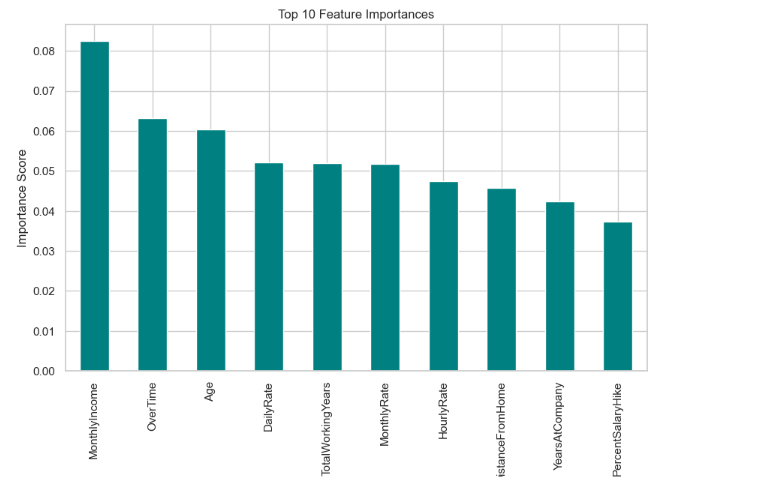 Top 10 Feature Importances
Importance Score
0.08
0.07
0.06
0.05
0.04
0.03
0.02
0.01
0.00
MonthlyIncome
OverTime
Age
DailyRate
TotalWorkingYears
MonthlyRate
HourlyRate
istanceFromHome
YearsAtCompany
PercentSalaryHike